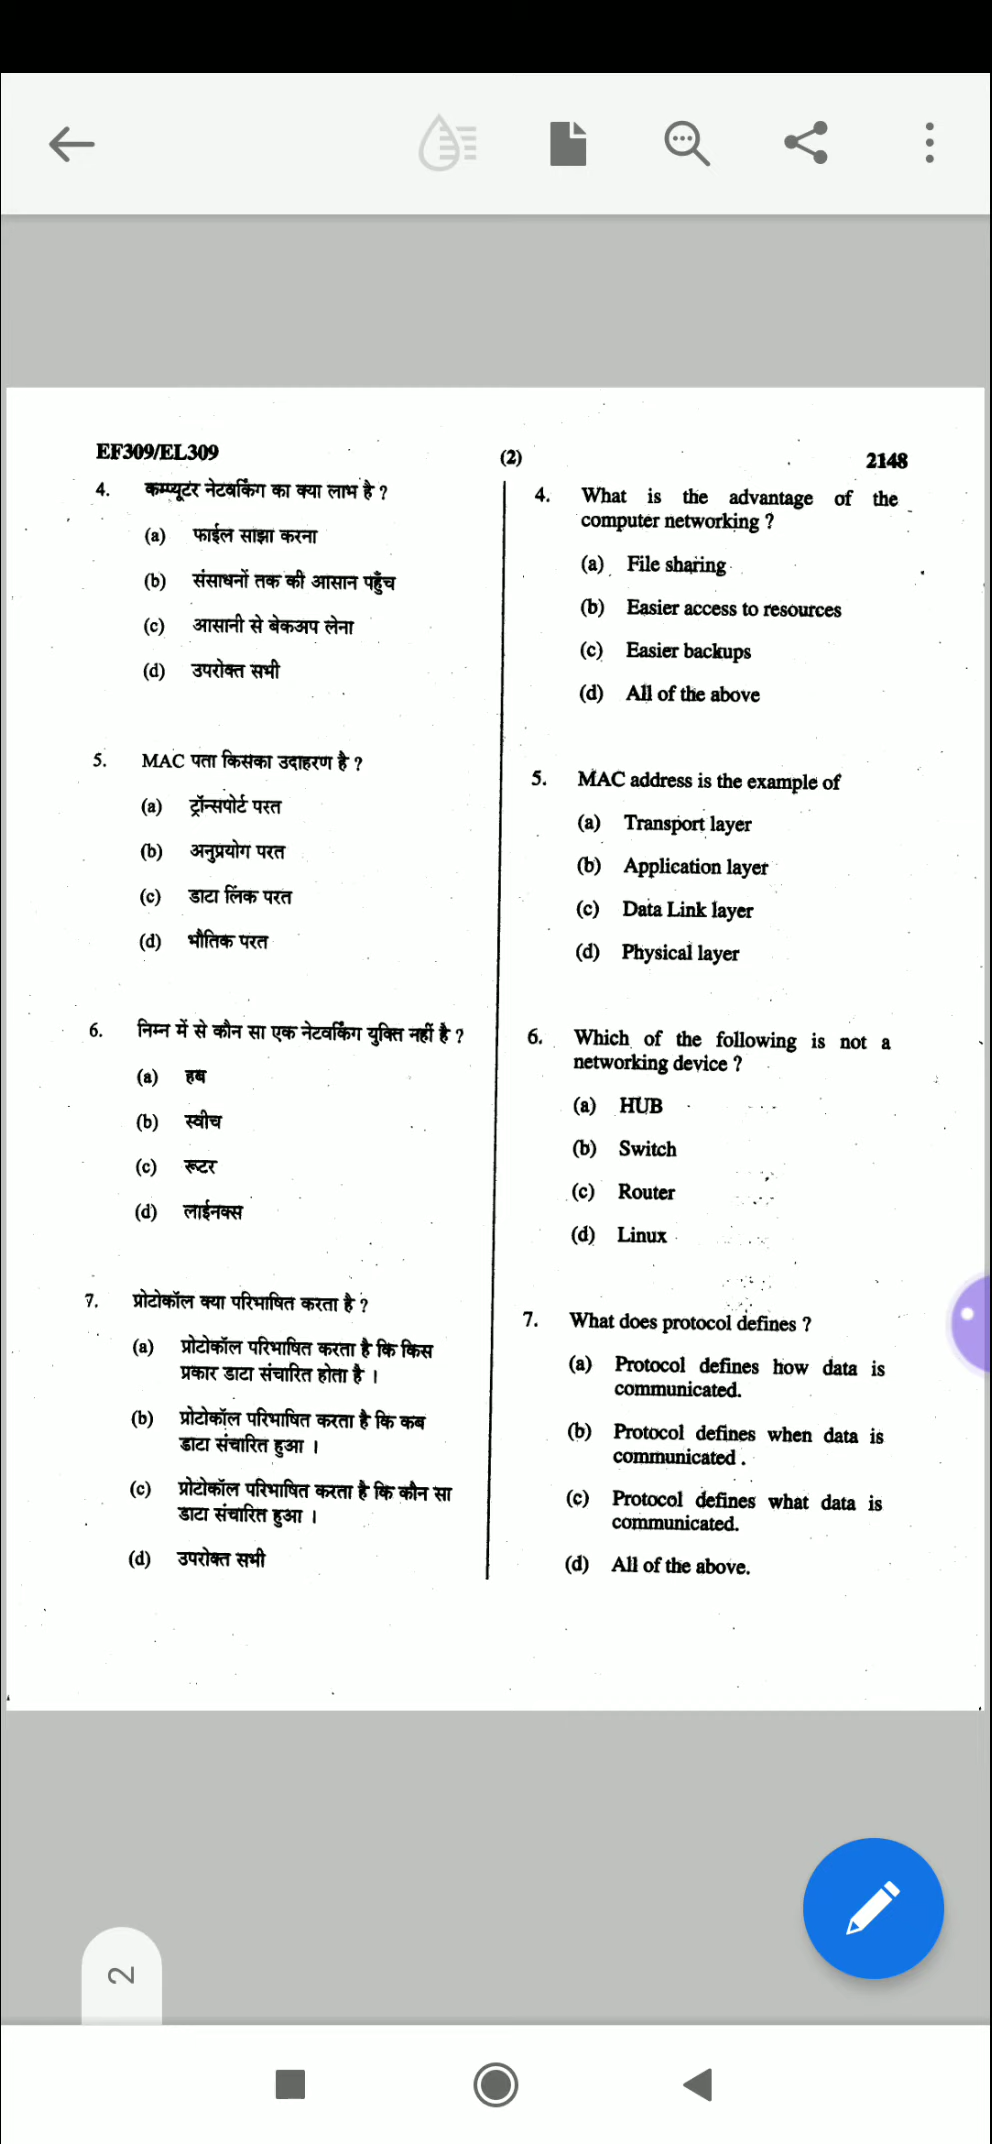 EF309/EL309
(2)
2148
4. कम्प्यूटर नेटवर्किंग का क्या लाभ है ?
(a) फाईल साझा करना
(b) संसाधनों तक की आसान पहुँच
(c) आसानी से बेकअप लेना
(d) उपरोक्त सभी
5. MAC पता किसका उदाहरण है ?
(a) ट्रॉन्सपोर्ट परत
(b) अनुप्रयोग परत
(c) डाटा लिंक परत
(d) भौतिक परत
6. निम्न में से कौन सा एक नेटवर्किंग युक्ति नहीं है ?
(a) हब
(b) स्वीच
(c) रूटर
(d) लाईनक्स
7. प्रोटोकॉल क्या परिभाषित करता है ?
(a) प्रोटोकॉल परिभाषित करता है कि किस
प्रकार डाटा संचारित होता है ।
(b) प्रोटोकॉल परिभाषित करता है कि कब
डाटा संचारित हुआ ।
(c) प्रोटोकॉल परिभाषित करता है कि कौन सा
डाटा संचारित हुआ ।
(d) उपरोक्त सभी
4. What is the advantage of the
computer networking ?
(a) File sharing
(b) Easier access to resources
(c) Easier backups
(d) All of the above
5. MAC address is the example of
(a) Transport layer
(b) Application layer
(c) Data Link layer
(d) Physical layer
6. Which of the following is not a
networking device ?
(a) HUB
(b) Switch
(c) Router
(d) Linux
7. What does protocol defines ?
(a) Protocol defines how data is
communicated.
(b) Protocol defines when data is
communicated .
(c) Protocol defines what data is
communicated.
(d) All of the above.
2